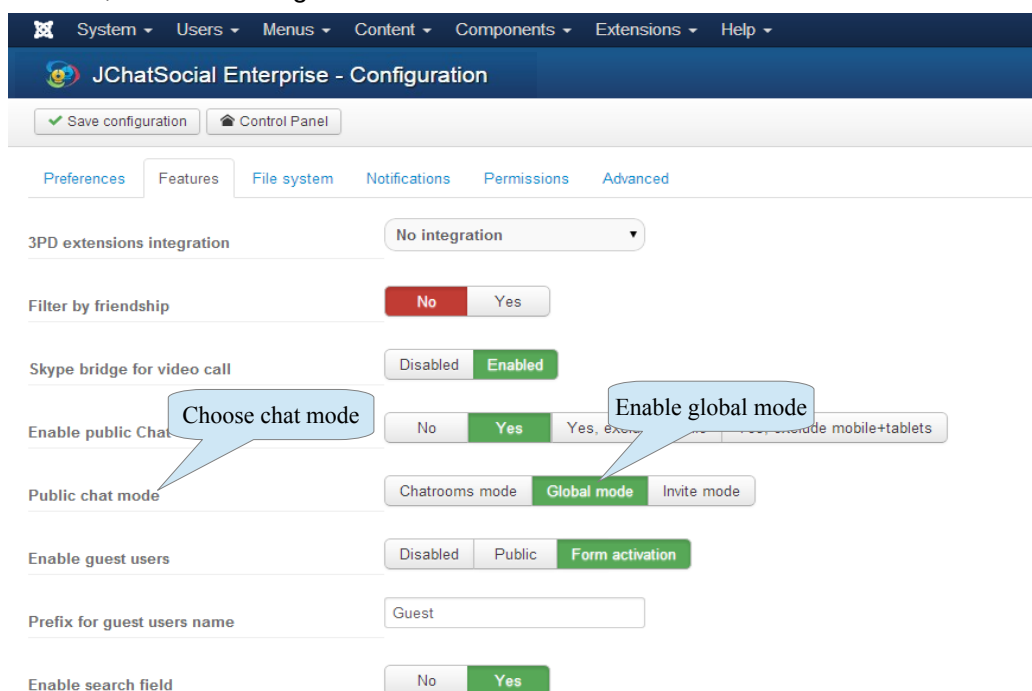 System Users Menus Content Components Extensions Help
JChatSocial Enterprise - Configuration
Save configuration Control Panel
Preferences Features File system Notifications Permissions Advanced
3PD extensions integration No integration
Filter by friendship No Yes
Skype bridge for video call Disabled Enabled
Choose chat mode Enable global mode
Enable public Chat No Yes Yes, exclude mobile+tablets
Public chat mode Chatrooms mode Global mode Invite mode
Enable guest users Disabled Public Form activation
Prefix for guest users name Guest
Enable search field No Yes